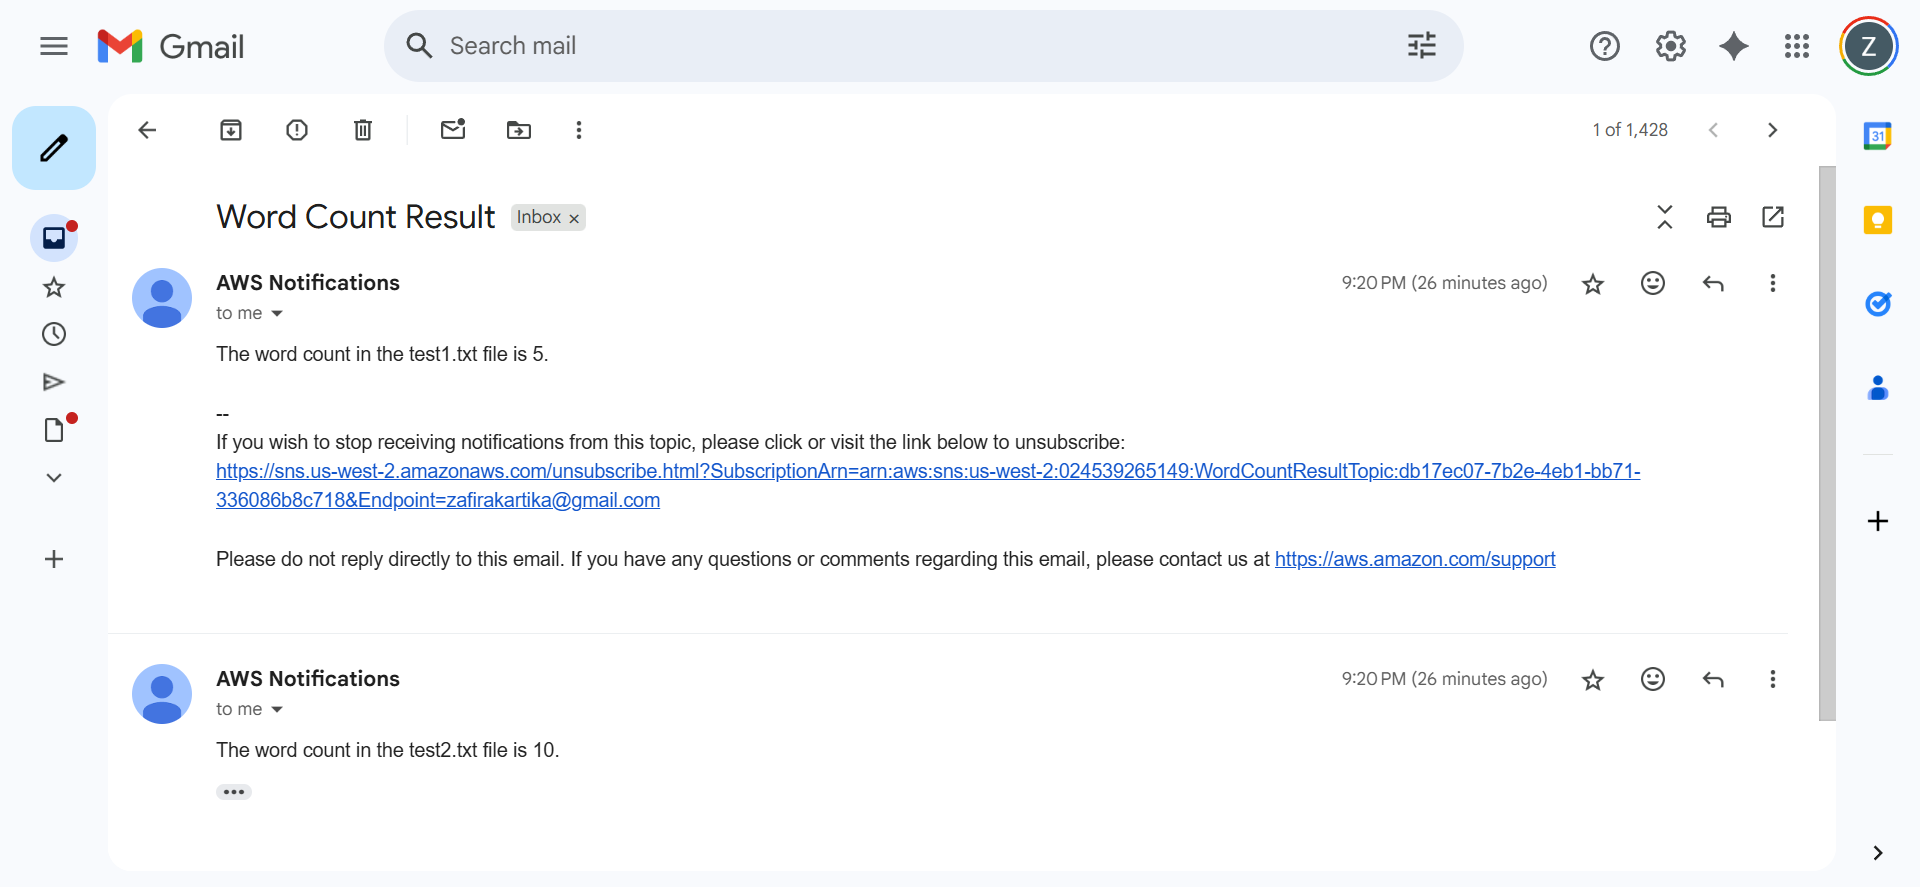 Gmail
Search mail
Z
1 of 1,428
31
Word Count Result
Inbox ×
AWS Notifications
9:20 PM (26 minutes ago)
to me
The word count in the test1.txt file is 5.
--
If you wish to stop receiving notifications from this topic, please click or visit the link below to unsubscribe:
https://sns.us-west-2.amazonaws.com/unsubscribe.html?SubscriptionArn=arn:aws:sns:us-west-2:024539265149:WordCountResultTopic:db17ec07-7b2e-4eb1-bb71-
336086b8c718&Endpoint=zafirakartika@gmail.com
Please do not reply directly to this email. If you have any questions or comments regarding this email, please contact us at https://aws.amazon.com/support
AWS Notifications
9:20 PM (26 minutes ago)
to me
The word count in the test2.txt file is 10.
•••